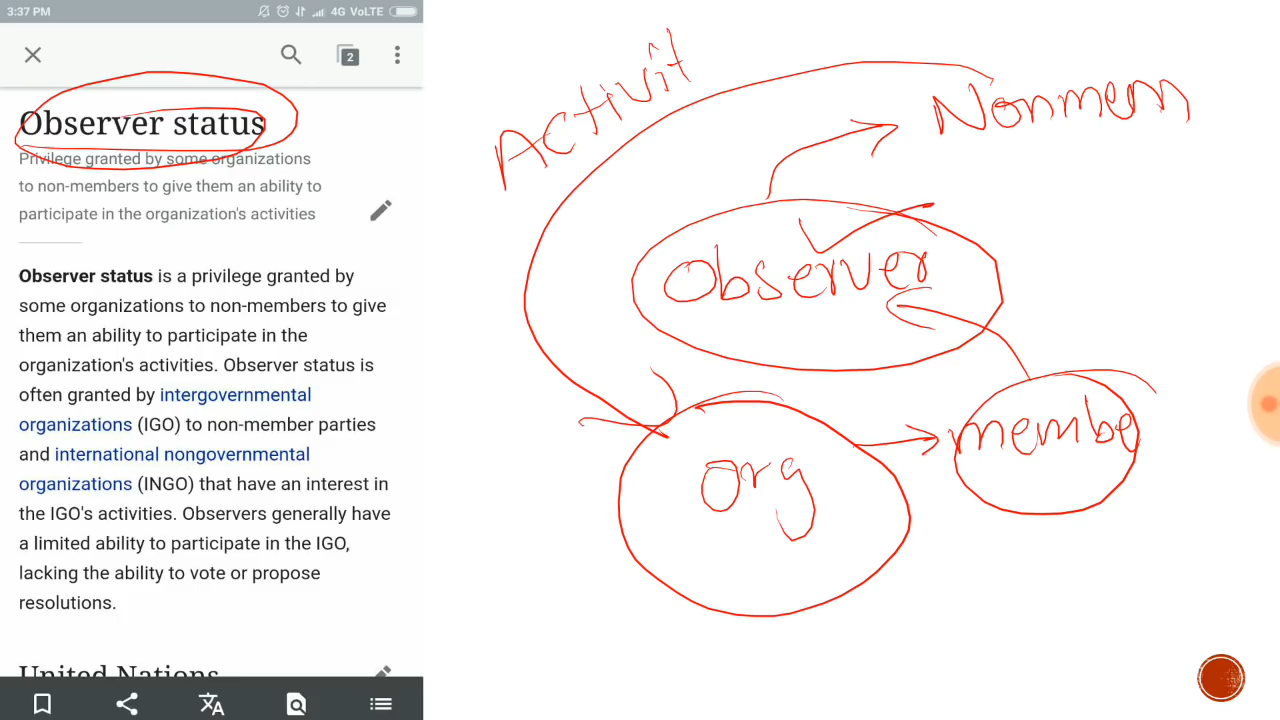 3:37 PM
4G VoLTE
2
Observer status
Privilege granted by some organizations
to non-members to give them an ability to
participate in the organization's activities
Observer status is a privilege granted by
some organizations to non-members to give
them an ability to participate in the
organization's activities. Observer status is
often granted by intergovernmental
organizations (IGO) to non-member parties
and international nongovernmental
organizations (INGO) that have an interest in
the IGO's activities. Observers generally have
a limited ability to participate in the IGO,
lacking the ability to vote or propose
resolutions.
United Nations
Activit
Nonmem
Observer
membe
org